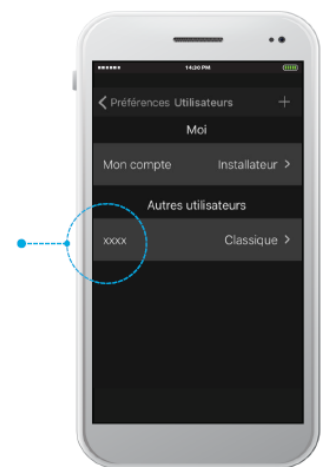 14:20 PM
Préférences Utilisateurs +
Moi
Mon compte Installateur >
Autres utilisateurs
xxxx Classique >